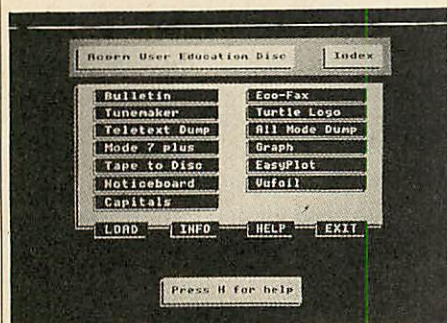 Acorn User Education Disc
Index
Bulletin
Tunemaker
Teletext Dump
Mode 7 plus
Tape to Disc
Noticeboard
Capitals
Eco-Fax
Turtle Logo
All Mode Dump
Graph
EasyPlot
Vufoil
LOAD INFO HELP EXIT
Press H for help